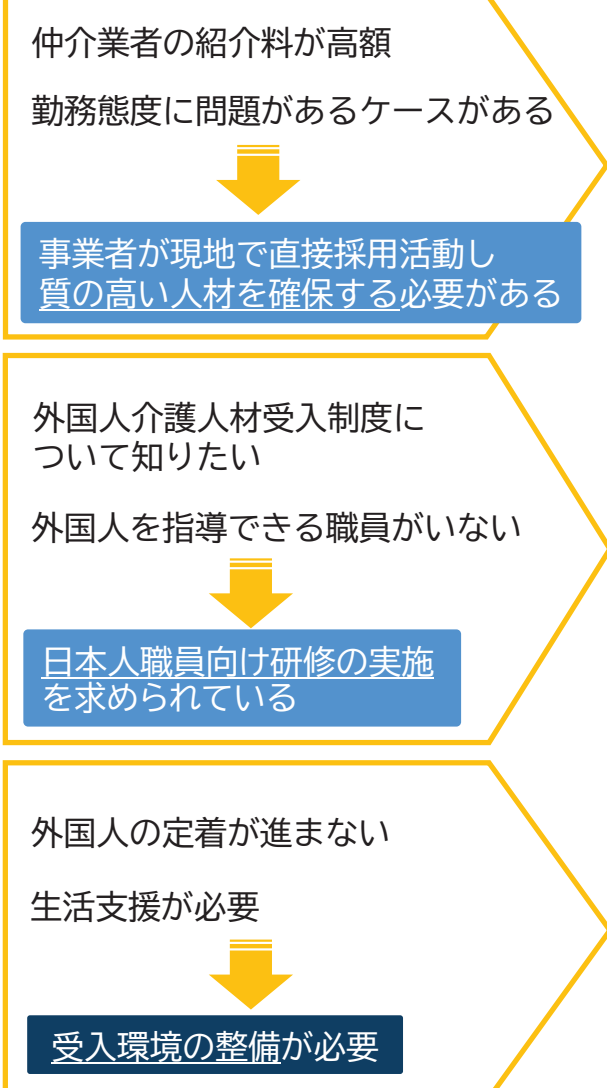 仲介業者の紹介料が高額
勤務態度に問題があるケースがある
事業者が現地で直接採用活動し
質の高い人材を確保する必要がある
外国人介護人材受入制度に
ついて知りたい
外国人を指導できる職員がいない
日本人職員向け研修の実施
を求められている
外国人の定着が進まない
生活支援が必要
受入環境の整備が必要